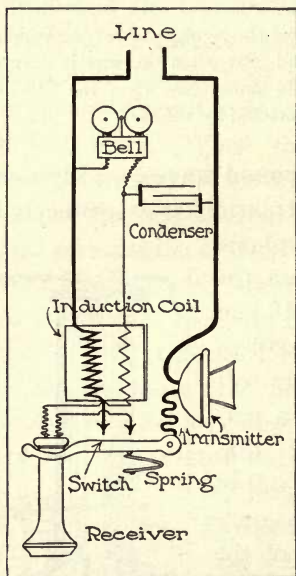 Line
Bell
Condenser
Induction Coil
Transmitter
Switch Spring
Receiver